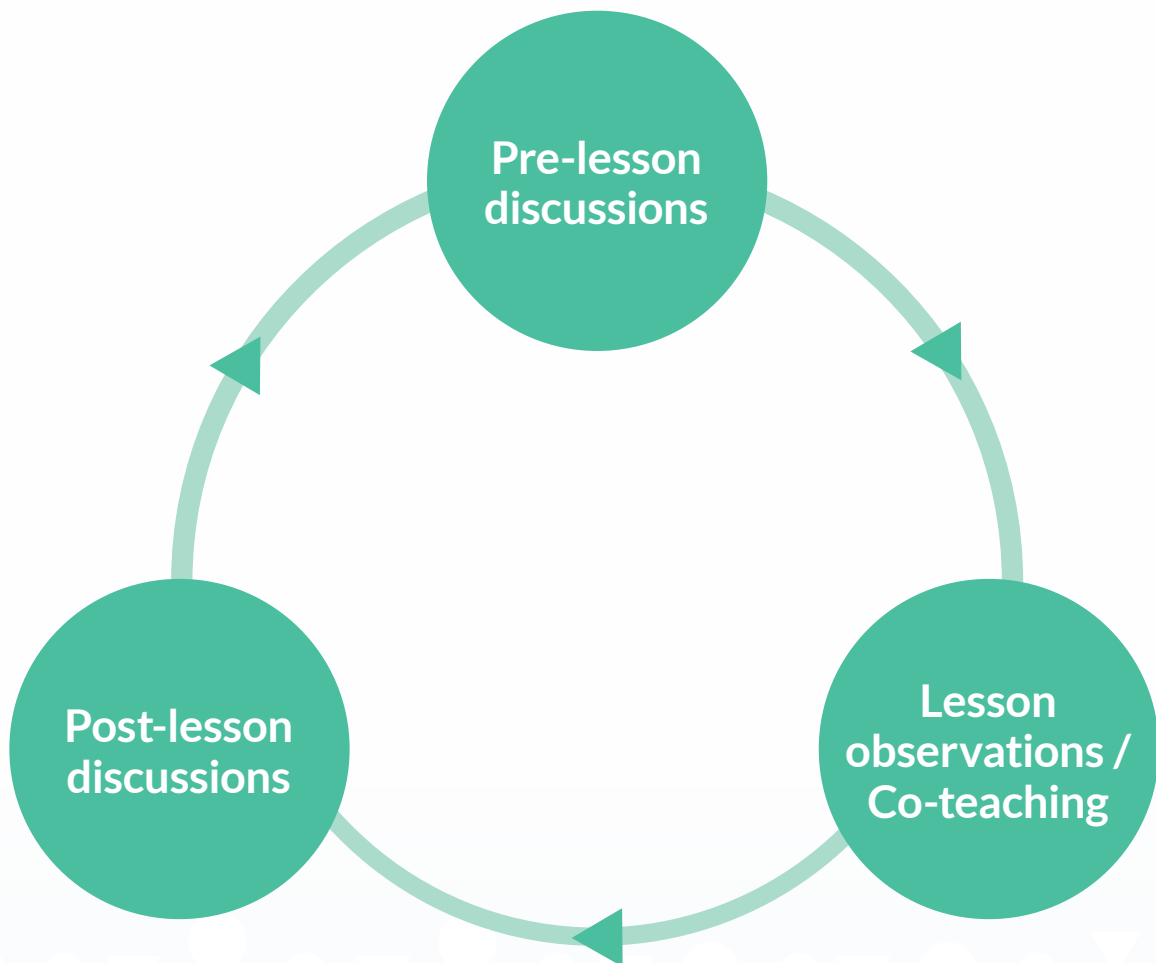 Pre-lesson
discussions
Lesson
observations /
Co-teaching
Post-lesson
discussions